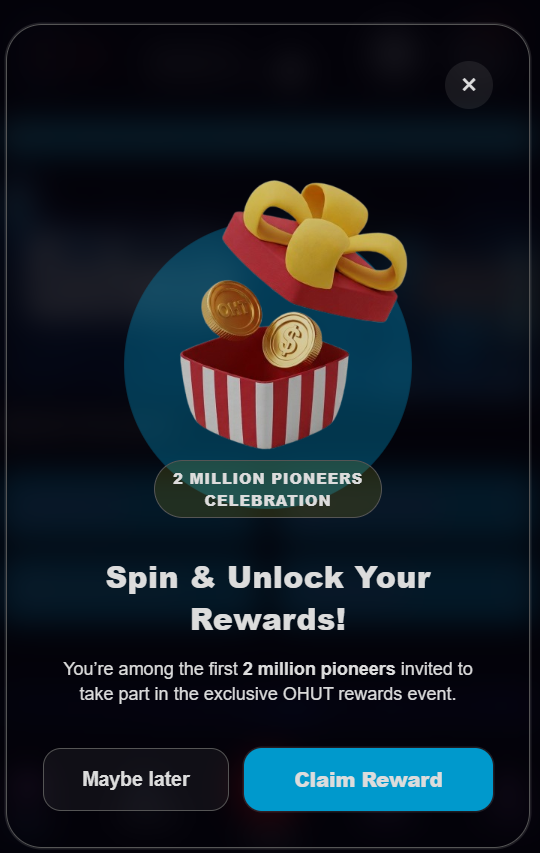 ×
OHI
$
2 MILLION PIONEERS
CELEBRATION
Spin & Unlock Your
Rewards!
You’re among the first 2 million pioneers invited to
take part in the exclusive OHUT rewards event.
Maybe later
Claim Reward